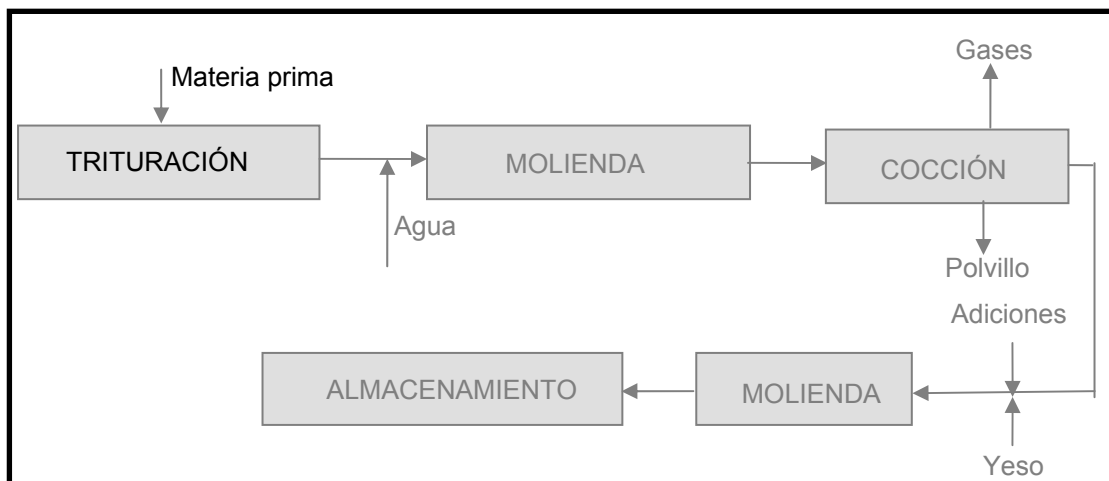 Gases
Materia prima
TRITURACIÓN
MOLIENDA
COCCIÓN
Agua
Polvillo
Adiciones
ALMACENAMIENTO
MOLIENDA
Yeso